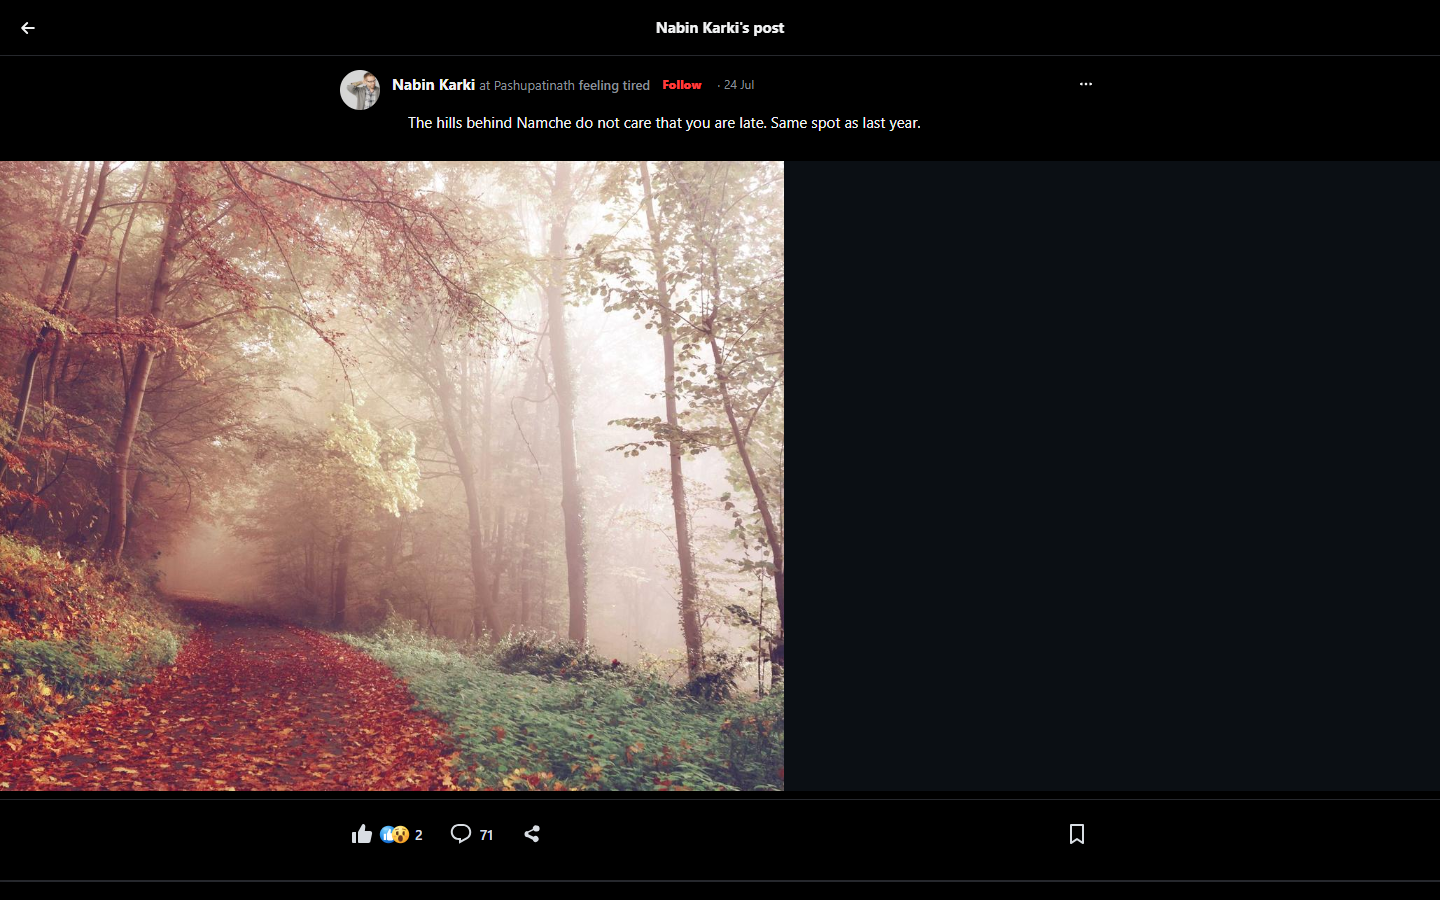 Nabin Karki's post
Nabin Karki at Pashupatinath feeling tired Follow · 24 Jul
The hills behind Namche do not care that you are late. Same spot as last year.
2 71